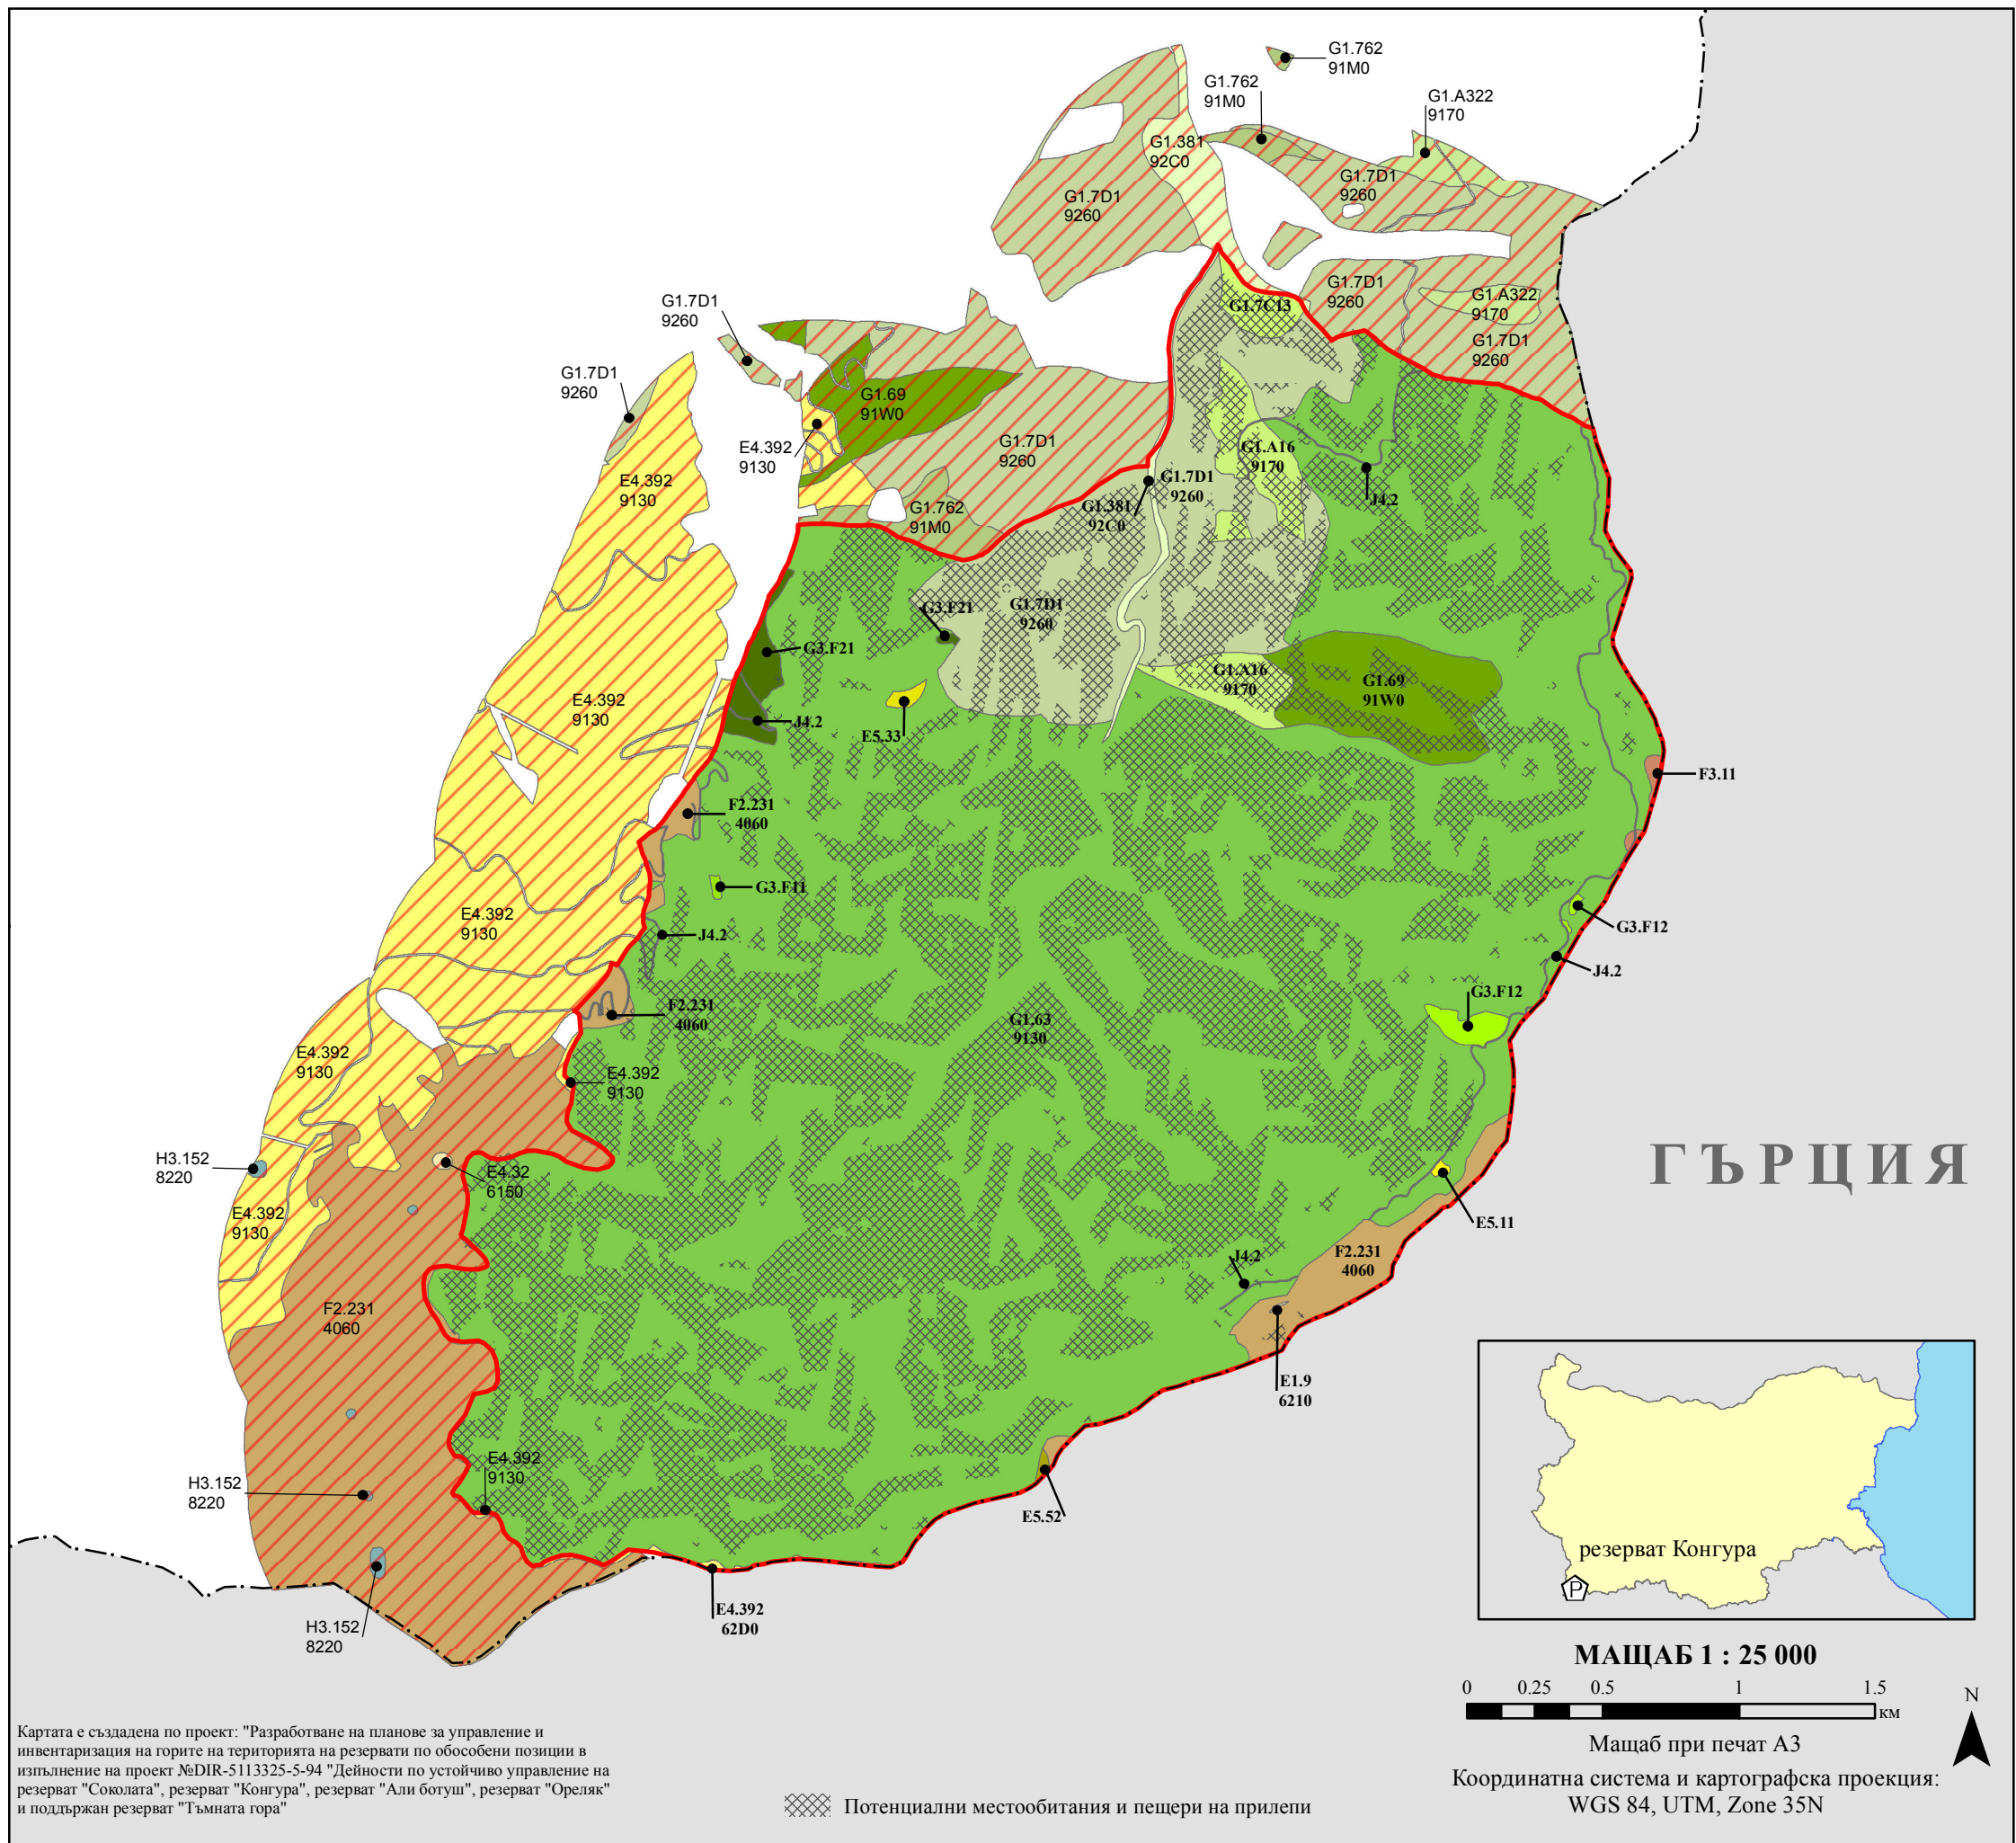 G1.762
91M0
G1.762
91M0
G1.A322
9170
G1.381
92C0
G1.7D1
9260
G1.7D1
9260
G1.7D1
9260
G1.A322
9170
G1.7C13
G1.7D1
9260
G1.7D1
9260
G1.7D1
9260
G1.69
91W0
E4.392
9130
G1.7D1
9260
G1.A16
9170
E4.392
9130
G1.7D1
9260
J4.2
G1.381
92C0
G1.762
91M0
G3.F21
G1.7D1
9260
G3.F21
G1.A16
9170
G1.69
91W0
E4.392
9130
J4.2
E5.33
F3.11
F2.231
4060
G3.F11
E4.392
9130
J4.2
G3.F12
J4.2
G3.F12
F2.231
4060
G1.63
9130
E4.392
9130
E4.392
9130
H3.152
8220
E4.32
6150
ГЪРЦИЯ
E4.392
9130
E5.11
J4.2
F2.231
4060
F2.231
4060
E1.9
6210
E4.392
9130
H3.152
8220
E5.52
резерват Конгура
P
E4.392
62D0
H3.152
8220
МАЩАБ 1 : 25 000
0 0.25 0.5 1 1.5
км
N
Мащаб при печат А3
Координатна система и картографска проекция:
WGS 84, UTM, Zone 35N
Картата е създадена по проект: "Разработване на планове за управление и
инвентаризация на горите на територията на резервати по обособени позиции в
изпълнение на проект №DIR-5113325-5-94 "Дейности по устойчиво управление на
резерват "Соколата", резерват "Конгура", резерват "Али ботуш", резерват "Ореляк"
и поддържан резерват "Тъмната гора"
Потенциални местообитания и пещери на прилепи